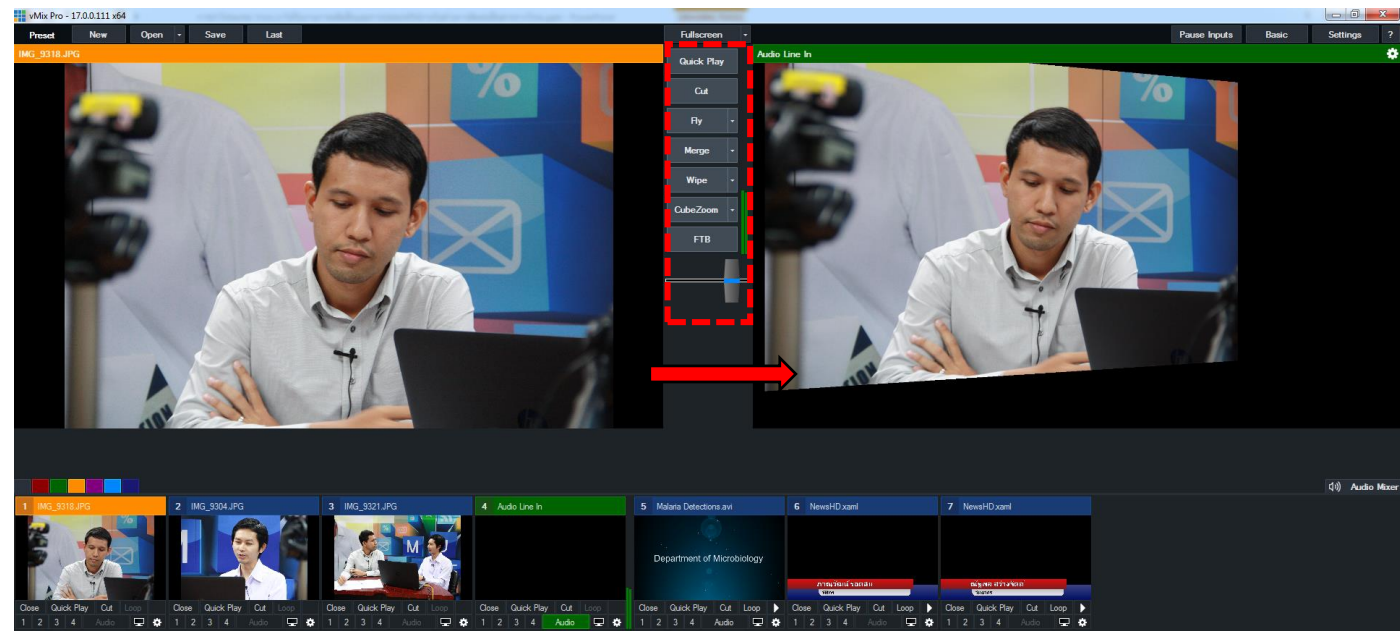 vMix Pro - 17.0.0.111 x64
Preset New Open Save Last Fullscreen Pause Inputs Basic Settings ?
IMG_9318.JPG
Audio Line In
Quick Play
Cut
Fly
Merge
Wipe
CubeZoom
FTB
%
Audio Mixer
1 IMG_9318.JPG 2 IMG_9304.JPG 3 IMG_9321.JPG 4 Audio Line In 5 Malaria Detections.avi 6 NewsHD.xaml 7 NewsHD.xaml
M
Department of Microbiology
Close Quick Play Cut Loop Close Quick Play Cut Loop Close Quick Play Cut Loop Close Quick Play Cut Loop Close Quick Play Cut Loop Close Quick Play Cut Loop Close Quick Play Cut Loop
1 2 3 4 Audio 1 2 3 4 Audio 1 2 3 4 Audio 1 2 3 4 Audio 1 2 3 4 Audio 1 2 3 4 Audio 1 2 3 4 Audio